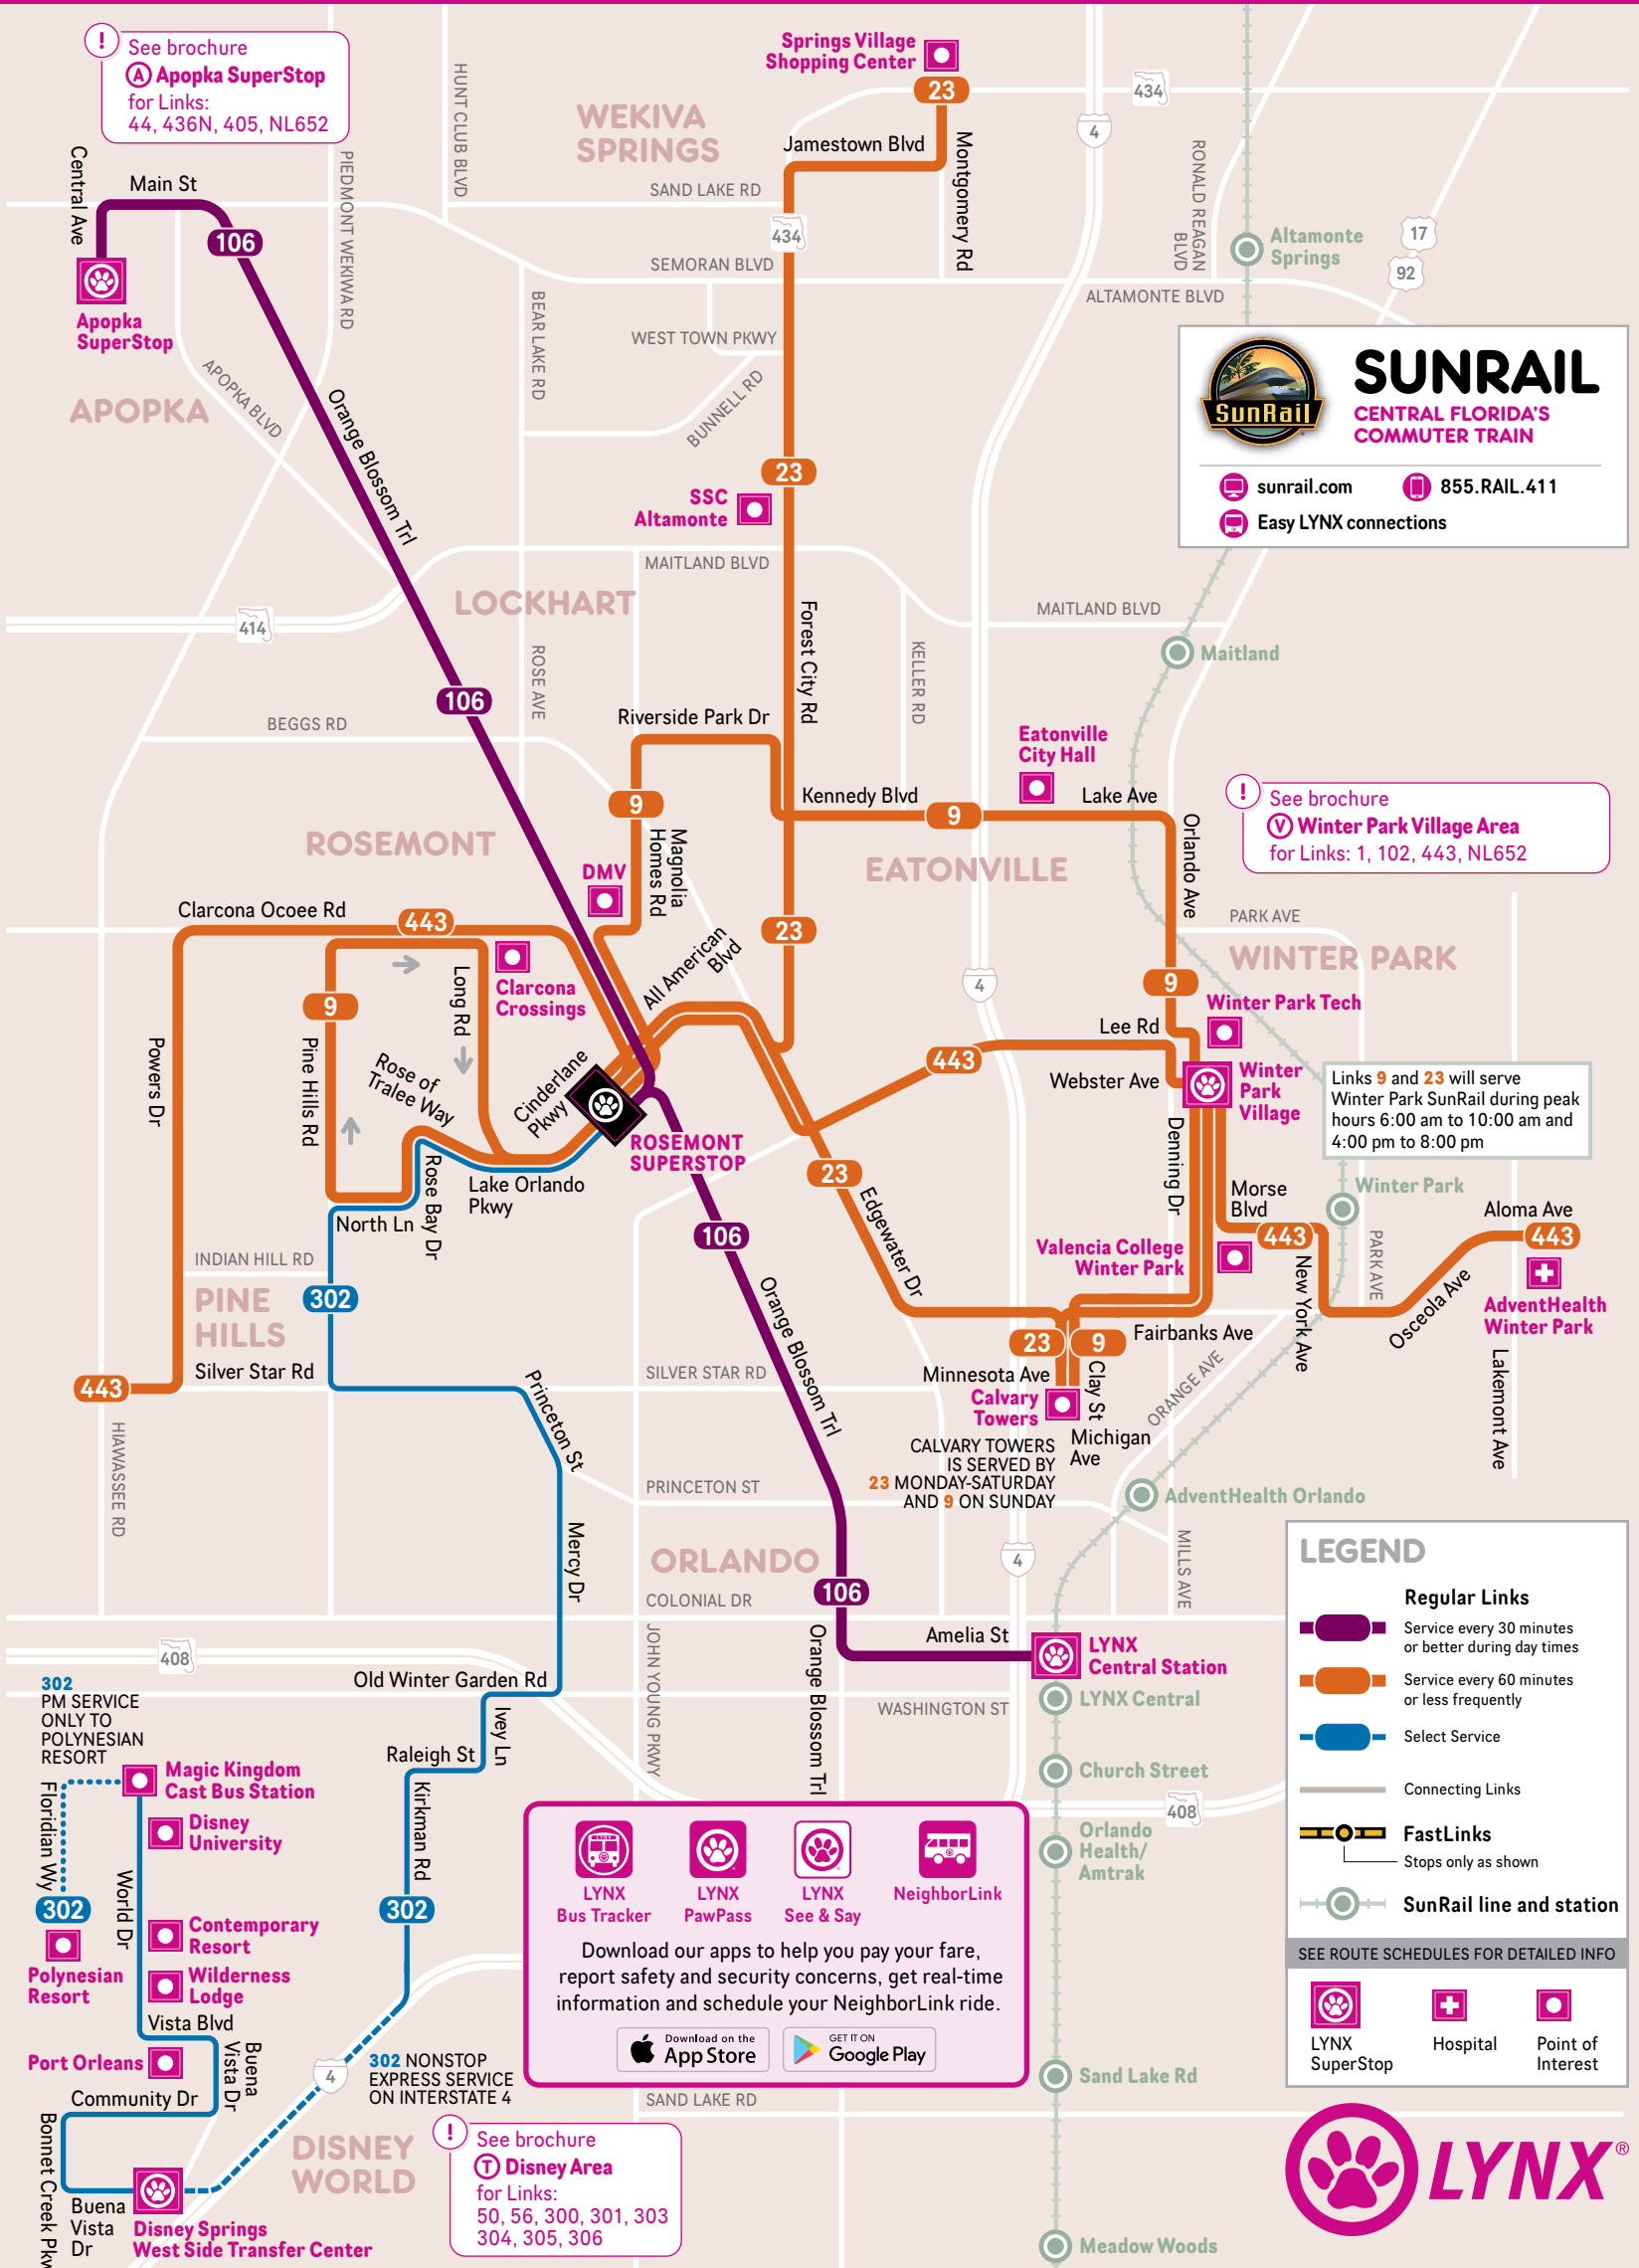 !
See brochure
A Apopka SuperStop
for Links:
44, 436N, 405, NL652
Springs Village
Shopping Center
23
434
4
HUNT CLUB BLVD
WEKIVA
SPRINGS
Jamestown Blvd
Montgomery Rd
RONALD REAGAN
BLVD
Central Ave
Main St
PIEDMONT WEKIWA RD
SAND LAKE RD
106
434
SEMORAN BLVD
Altamonte
Springs
17
92
ALTAMONTE BLVD
Apopka
SuperStop
BEAR LAKE RD
WEST TOWN PKWY
APOPKA BLVD
BUNNELL RD
APOPKA
Orange Blossom Trl
SunRail
SUNRAIL
CENTRAL FLORIDA'S
COMMUTER TRAIN
sunrail.com
855.RAIL.411
Easy LYNX connections
23
SSC
Altamonte
MAITLAND BLVD
LOCKHART
414
MAITLAND BLVD
Forest City Rd
ROSE AVE
KELLER RD
Maitland
106
BEGGS RD
Riverside Park Dr
Eatonville
City Hall
9
Kennedy Blvd
9
Lake Ave
!
See brochure
V Winter Park Village Area
for Links: 1, 102, 443, NL652
ROSEMONT
Magnolia
Homes Rd
EATONVILLE
Orlando Ave
DMV
Clarcona Ocoee Rd
443
23
PARK AVE
All American
Blvd
WINTER PARK
Long Rd
Clarcona
Crossings
4
9
9
Winter Park Tech
Lee Rd
Powers Dr
Pine Hills Rd
Rose of
Tralee Way
Cinderlane
Pkwy
443
Webster Ave
Winter
Park
Village
Links 9 and 23 will serve
Winter Park SunRail during peak
hours 6:00 am to 10:00 am and
4:00 pm to 8:00 pm
ROSEMONT
SUPERSTOP
Denning Dr
23
Rose Bay Dr
Lake Orlando
Pkwy
Edgewater Dr
Morse
Blvd
Winter Park
Aloma Ave
North Ln
106
443
443
INDIAN HILL RD
Valencia College
Winter Park
New York Ave
PARK AVE
PINE
HILLS
302
Orange Blossom Trl
Osceola Ave
AdventHealth
Winter Park
23
9
Fairbanks Ave
Silver Star Rd
SILVER STAR RD
Minnesota Ave
Clay St
ORANGE AVE
Lakemont Ave
443
Princeton St
Calvary
Towers
Michigan
Ave
HIAWASSEE RD
CALVARY TOWERS
IS SERVED BY
23 MONDAY-SATURDAY
AND 9 ON SUNDAY
PRINCETON ST
AdventHealth Orlando
Mercy Dr
ORLANDO
4
MILLS AVE
106
COLONIAL DR
408
JOHN YOUNG PKWY
Orange Blossom Trl
Amelia St
LYNX
Central Station
Old Winter Garden Rd
WASHINGTON ST
LYNX Central
302
PM SERVICE
ONLY TO
POLYNESIAN
RESORT
Ivey Ln
Raleigh St
Magic Kingdom
Cast Bus Station
Church Street
Floridian Wy
Kirkman Rd
408
Disney
University
Orlando
Health/
Amtrak
World Dr
302
302
Contemporary
Resort
Polynesian
Resort
Wilderness
Lodge
Vista Blvd
Port Orleans
Buena
Vista Dr
4
302 NONSTOP
EXPRESS SERVICE
ON INTERSTATE 4
Community Dr
Bonnet Creek Pkw
DISNEY
WORLD
Buena
Vista
Dr
Disney Springs
West Side Transfer Center
!
See brochure
T Disney Area
for Links:
50, 56, 300, 301, 303
304, 305, 306
LYNX
LYNX
Bus Tracker
LYNX
PawPass
LYNX
See & Say
NeighborLink
Download our apps to help you pay your fare,
report safety and security concerns, get real-time
information and schedule your NeighborLink ride.
Download on the
App Store
GET IT ON
Google Play
SAND LAKE RD
Sand Lake Rd
Meadow Woods
LEGEND
Regular Links
Service every 30 minutes
or better during day times
Service every 60 minutes
or less frequently
Select Service
Connecting Links
FastLinks
Stops only as shown
SunRail line and station
SEE ROUTE SCHEDULES FOR DETAILED INFO
LYNX
SuperStop
Hospital
Point of
Interest
LYNX®